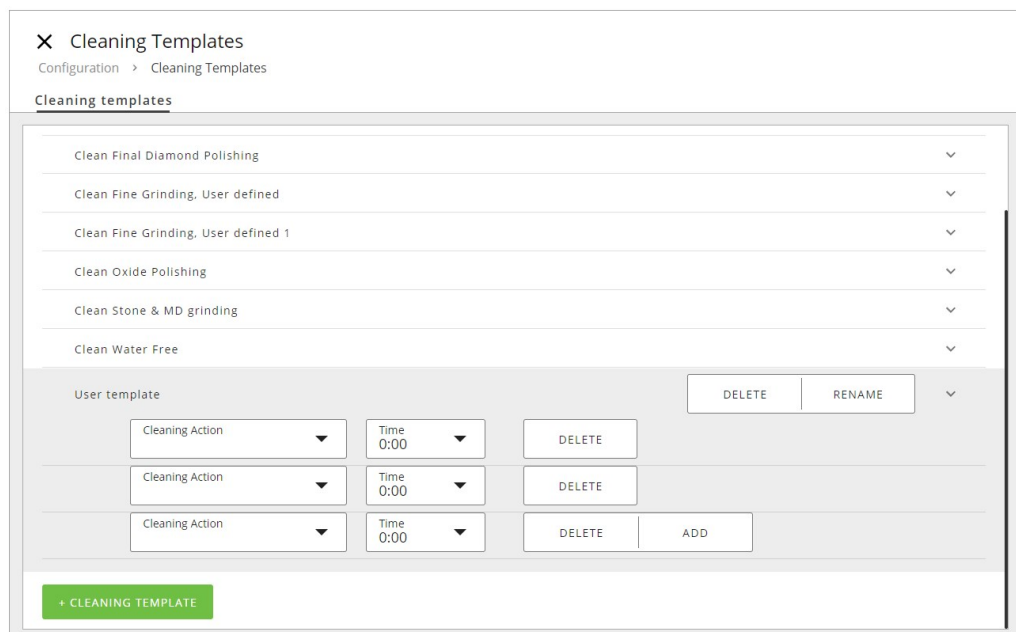 Cleaning Templates
Configuration > Cleaning Templates
Cleaning templates
Clean Final Diamond Polishing
Clean Fine Grinding, User defined
Clean Fine Grinding, User defined 1
Clean Oxide Polishing
Clean Stone & MD grinding
Clean Water Free
User template DELETE RENAME
Cleaning Action Time
0:00 DELETE
Cleaning Action Time
0:00 DELETE
Cleaning Action Time
0:00 DELETE ADD
+ CLEANING TEMPLATE